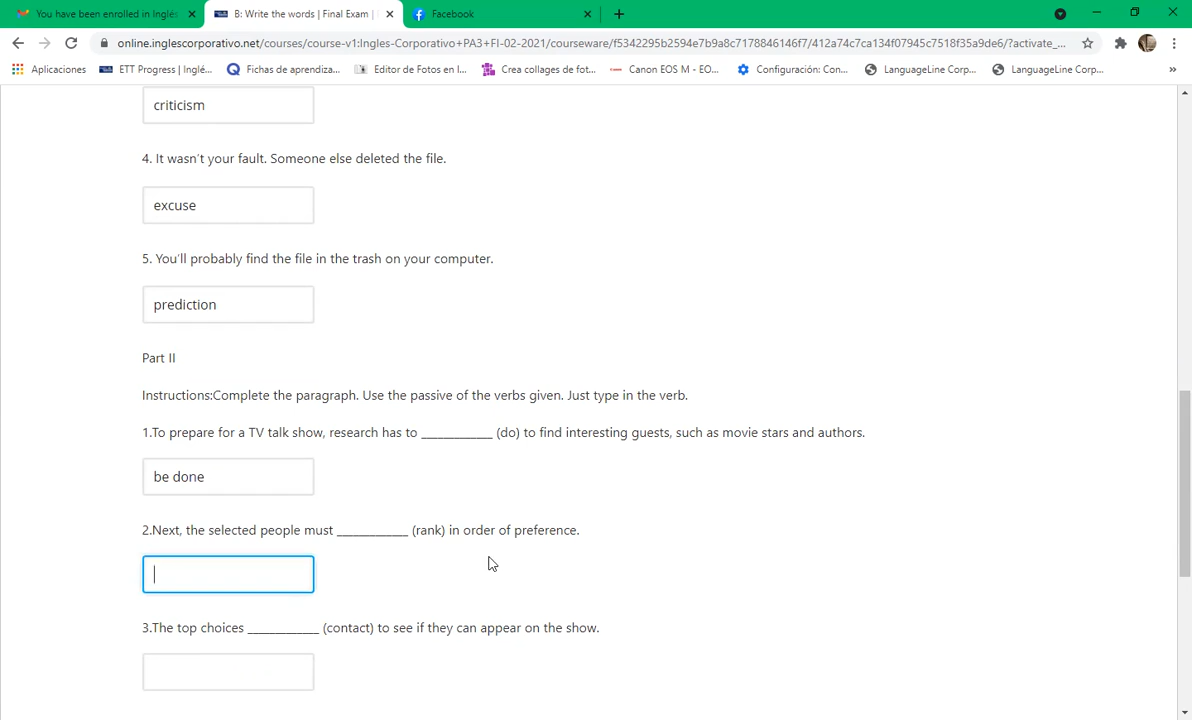 You have been enrolled in Inglés
B: Write the words | Final Exam |
Facebook
online.inglescorporativo.net/courses/course-v1:Ingles-Corporativo+PA3+FI-02-2021/courseware/f5342295b2594e7b9a8c7178846146f7/412a74c7ca134f07945c7518f35a9de6/?activate_...
Aplicaciones
ETT Progress | Inglé...
Fichas de aprendiza...
Editor de Fotos en l...
Crea collages de fot...
Canon EOS M - EO...
Configuración: Con...
LanguageLine Corp...
LanguageLine Corp...
»
criticism
4. It wasn't your fault. Someone else deleted the file.
excuse
5. You'll probably find the file in the trash on your computer.
prediction
Part II
Instructions:Complete the paragraph. Use the passive of the verbs given. Just type in the verb.
1.To prepare for a TV talk show, research has to ____________ (do) to find interesting guests, such as movie stars and authors.
be done
2.Next, the selected people must ____________ (rank) in order of preference.
3.The top choices ____________ (contact) to see if they can appear on the show.